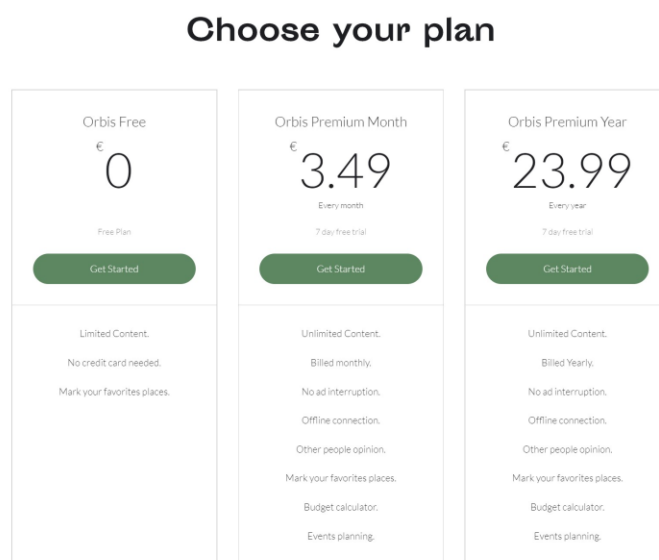 Choose your plan
Orbis Free
€
0
Free Plan
Get Started
Limited Content.
No credit card needed.
Mark your favorites places.
Orbis Premium Month
€
3.49
Every month
7 day free trial
Get Started
Unlimited Content.
Billed monthly.
No ad interruption.
Offline connection.
Other people opinion.
Mark your favorites places.
Budget calculator.
Events planning.
Orbis Premium Year
€
23.99
Every year
7 day free trial
Get Started
Unlimited Content.
Billed Yearly.
No ad interruption.
Offline connection.
Other people opinion.
Mark your favorites places.
Budget calculator.
Events planning.